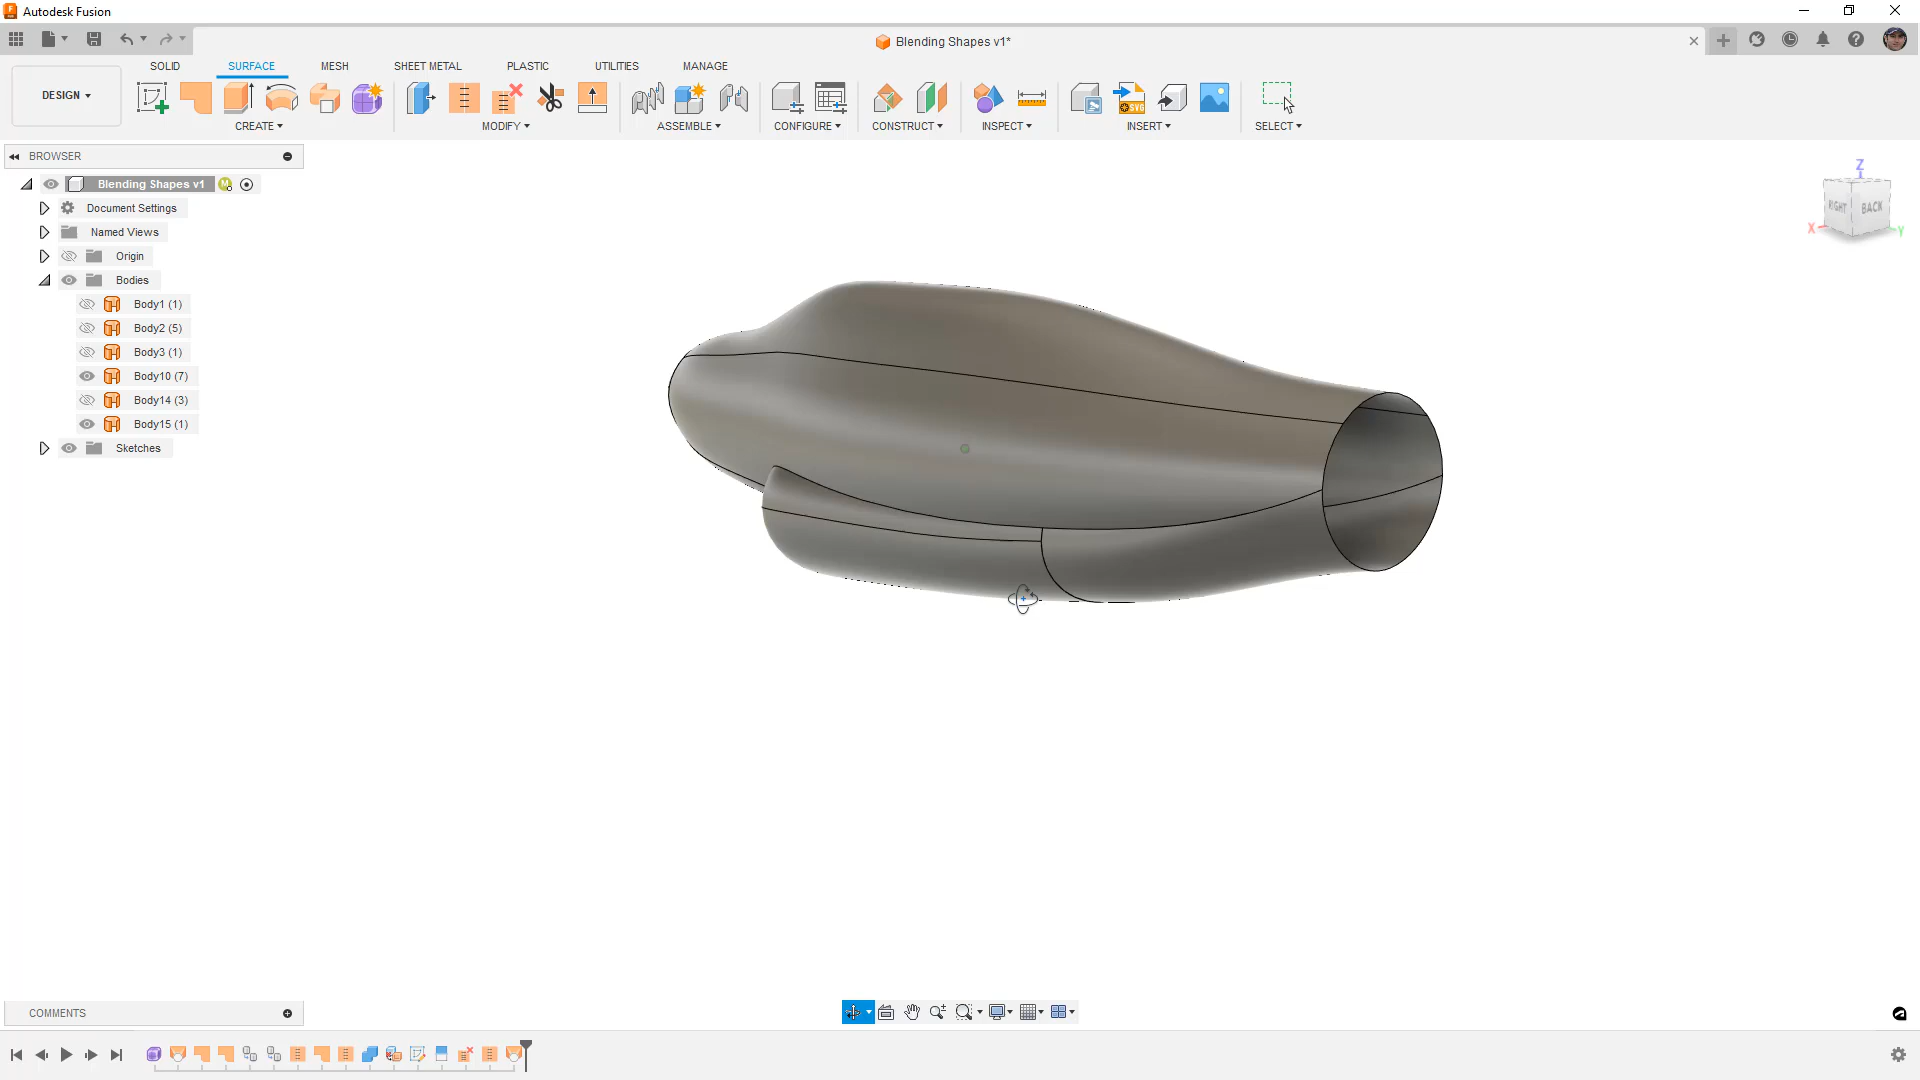 Autodesk Fusion
Blending Shapes v1*
SOLID SURFACE MESH SHEET METAL PLASTIC UTILITIES MANAGE
DESIGN
CREATE MODIFY ASSEMBLE CONFIGURE CONSTRUCT INSPECT INSERT SELECT
BROWSER
Blending Shapes v1
Document Settings
Named Views
Origin
Bodies
Body1 (1)
Body2 (5)
Body3 (1)
Body10 (7)
Body14 (3)
Body15 (1)
Sketches
Z
RIGHT BACK
X Y
COMMENTS